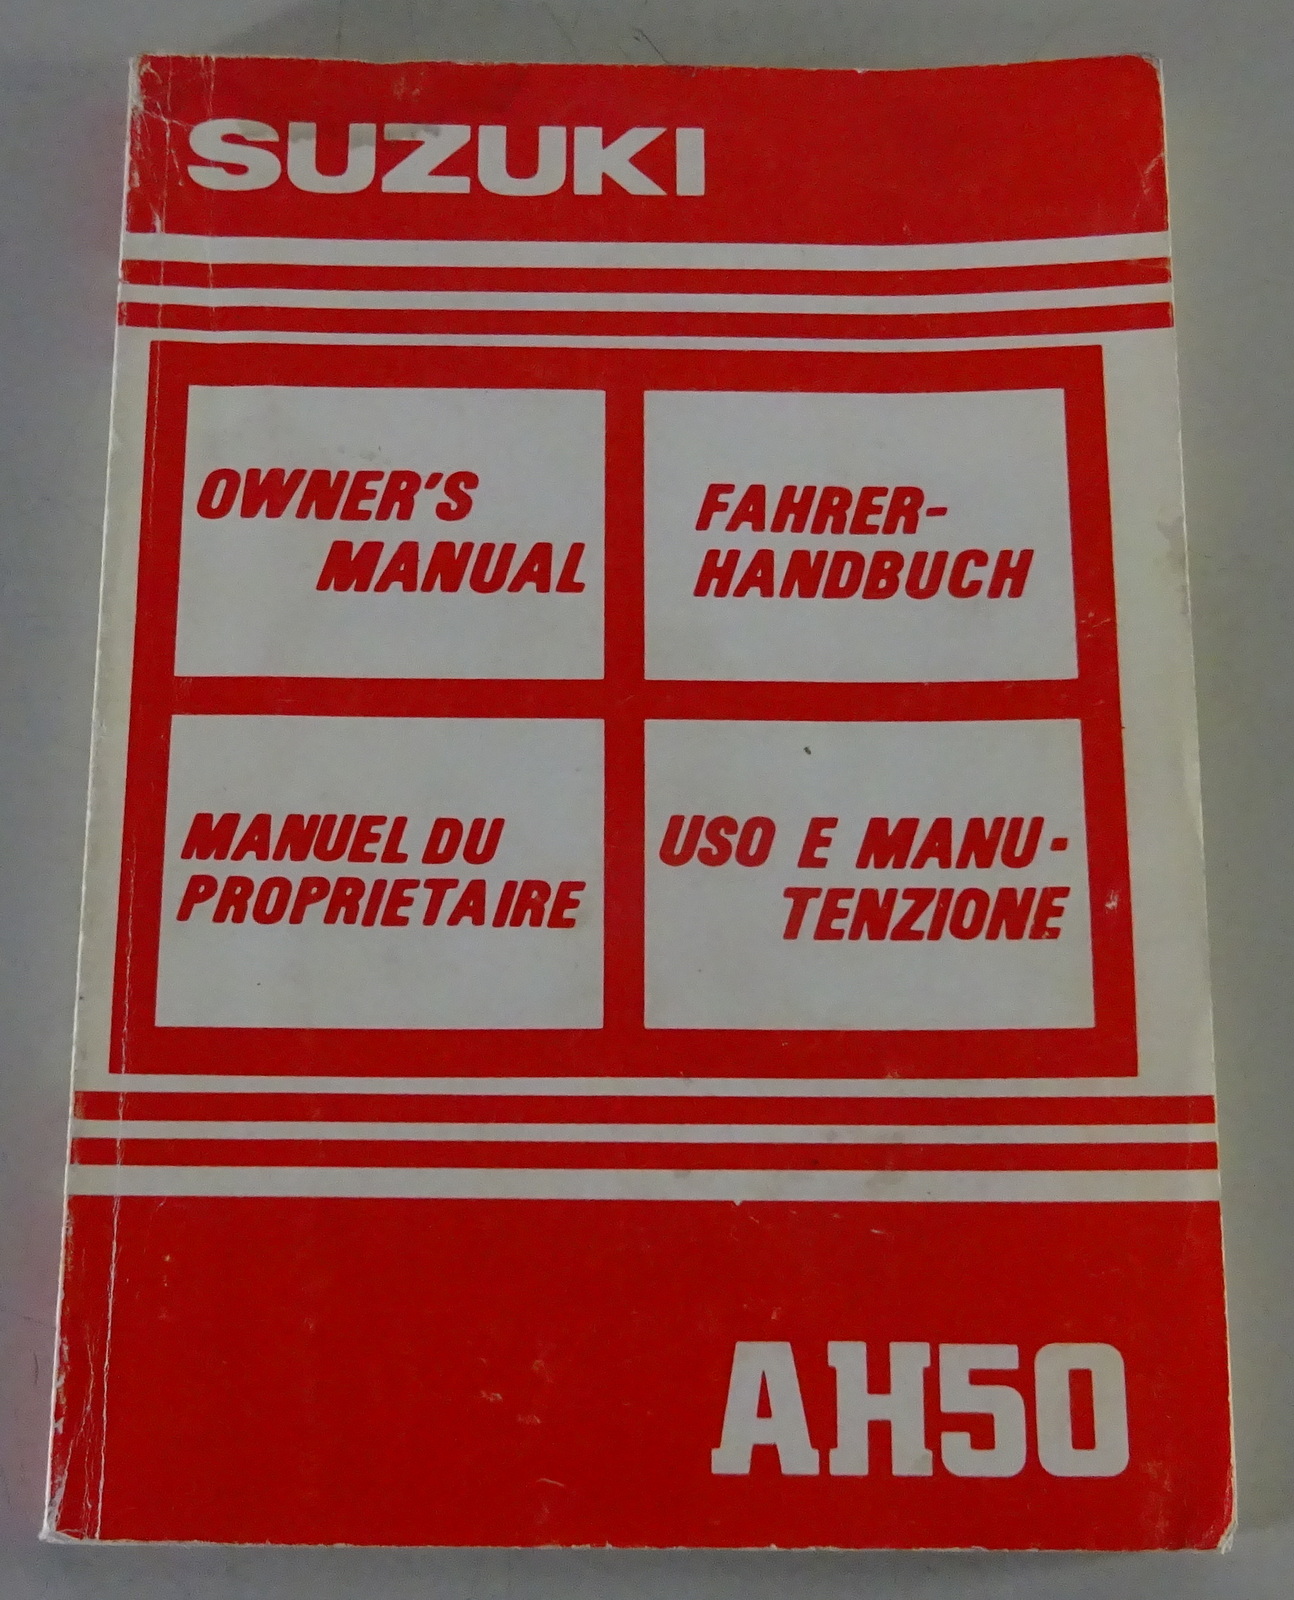 SUZUKI
OWNER'S
MANUAL
FAHRER-
HANDBUCH
MANUEL DU
PROPRIETAIRE
USO E MANU-
TENZIONE
AH50